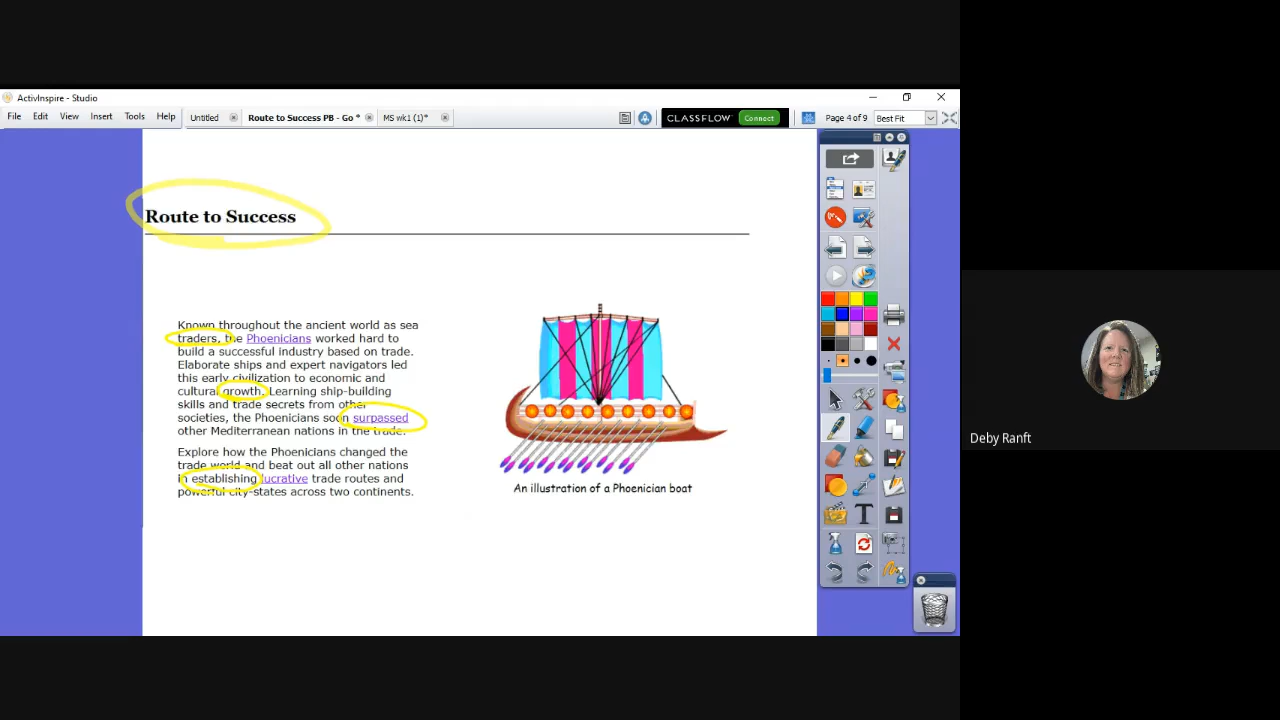 ActivInspire - Studio
File Edit View Insert Tools Help Untitled Route to Success PB - Go * MS wk1 (1)* CLASSFLOW Connect Page 4 of 9 Best Fit
Route to Success
Known throughout the ancient world as sea
traders, the Phoenicians worked hard to
build a successful industry based on trade.
Elaborate ships and expert navigators led
this early civilization to economic and
cultural growth. Learning ship-building
skills and trade secrets from other
societies, the Phoenicians soon surpassed
other Mediterranean nations in the trade.
Explore how the Phoenicians changed the
trade world and beat out all other nations
in establishing lucrative trade routes and
powerful city-states across two continents.
An illustration of a Phoenician boat
Deby Ranft